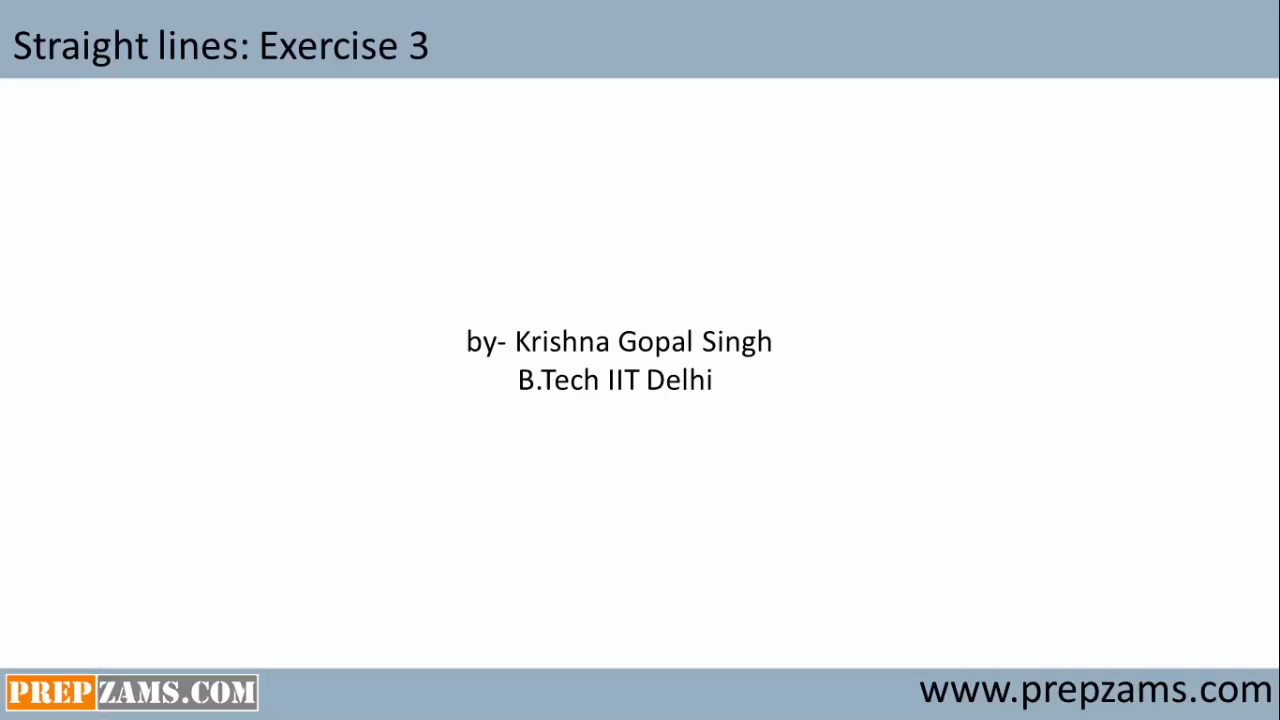 Straight lines: Exercise 3
by- Krishna Gopal Singh
B.Tech IIT Delhi
PREPZAMS.COM
www.prepzams.com